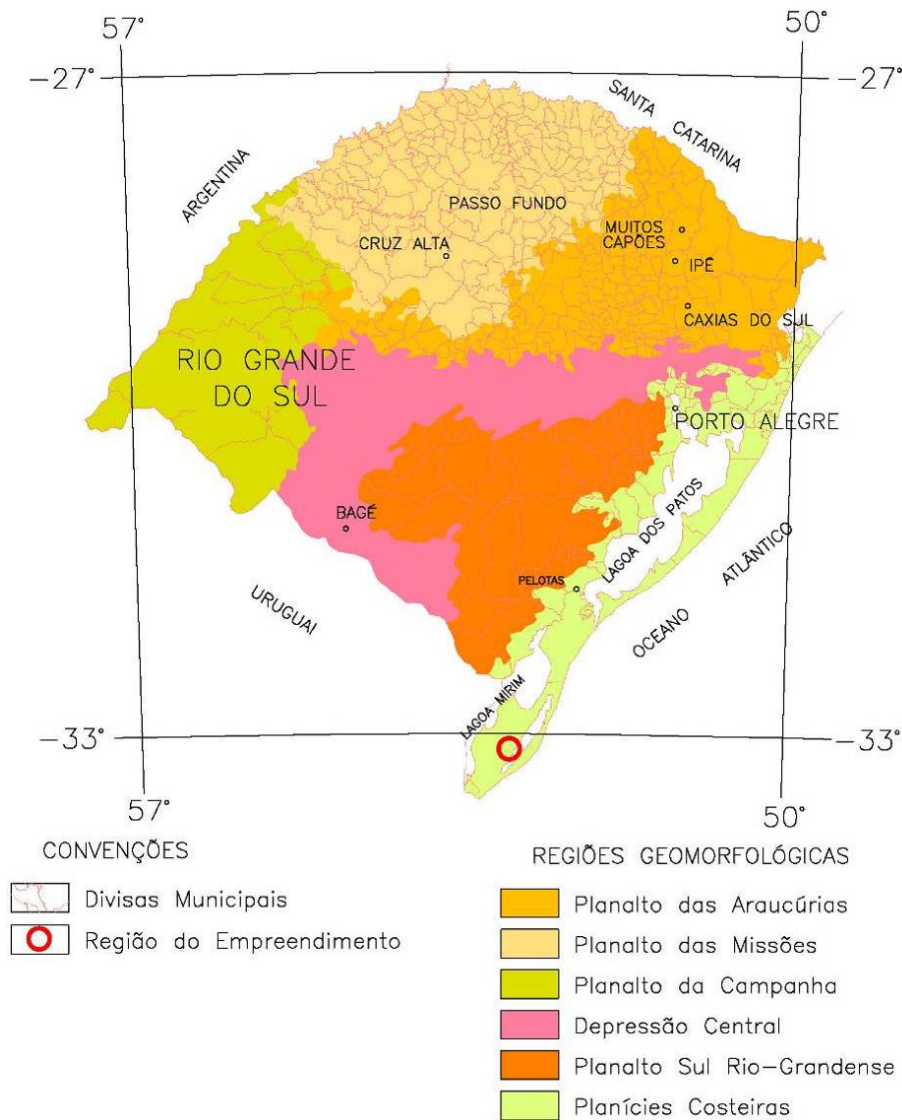 57°
50°
-27°
-27°
SANTA CATARINA
ARGENTINA
PASSO FUNDO
CRUZ ALTA
MUITOS
CAPÕES
IPÊ
CAXIAS DO SUL
RIO GRANDE
DO SUL
PORTO ALEGRE
BAGÉ
LAGOA DOS PATOS
PELOTAS
OCEANO ATLÂNTICO
URUGUAI
LAGOA MIRIM
-33°
-33°
57°
50°
CONVENÇÕES
Divisas Municipais
Região do Empreendimento
REGIÕES GEOMORFOLÓGICAS
Planalto das Araucúrias
Planalto das Missões
Planalto da Campanha
Depressão Central
Planalto Sul Rio-Grandense
Planícies Costeiras